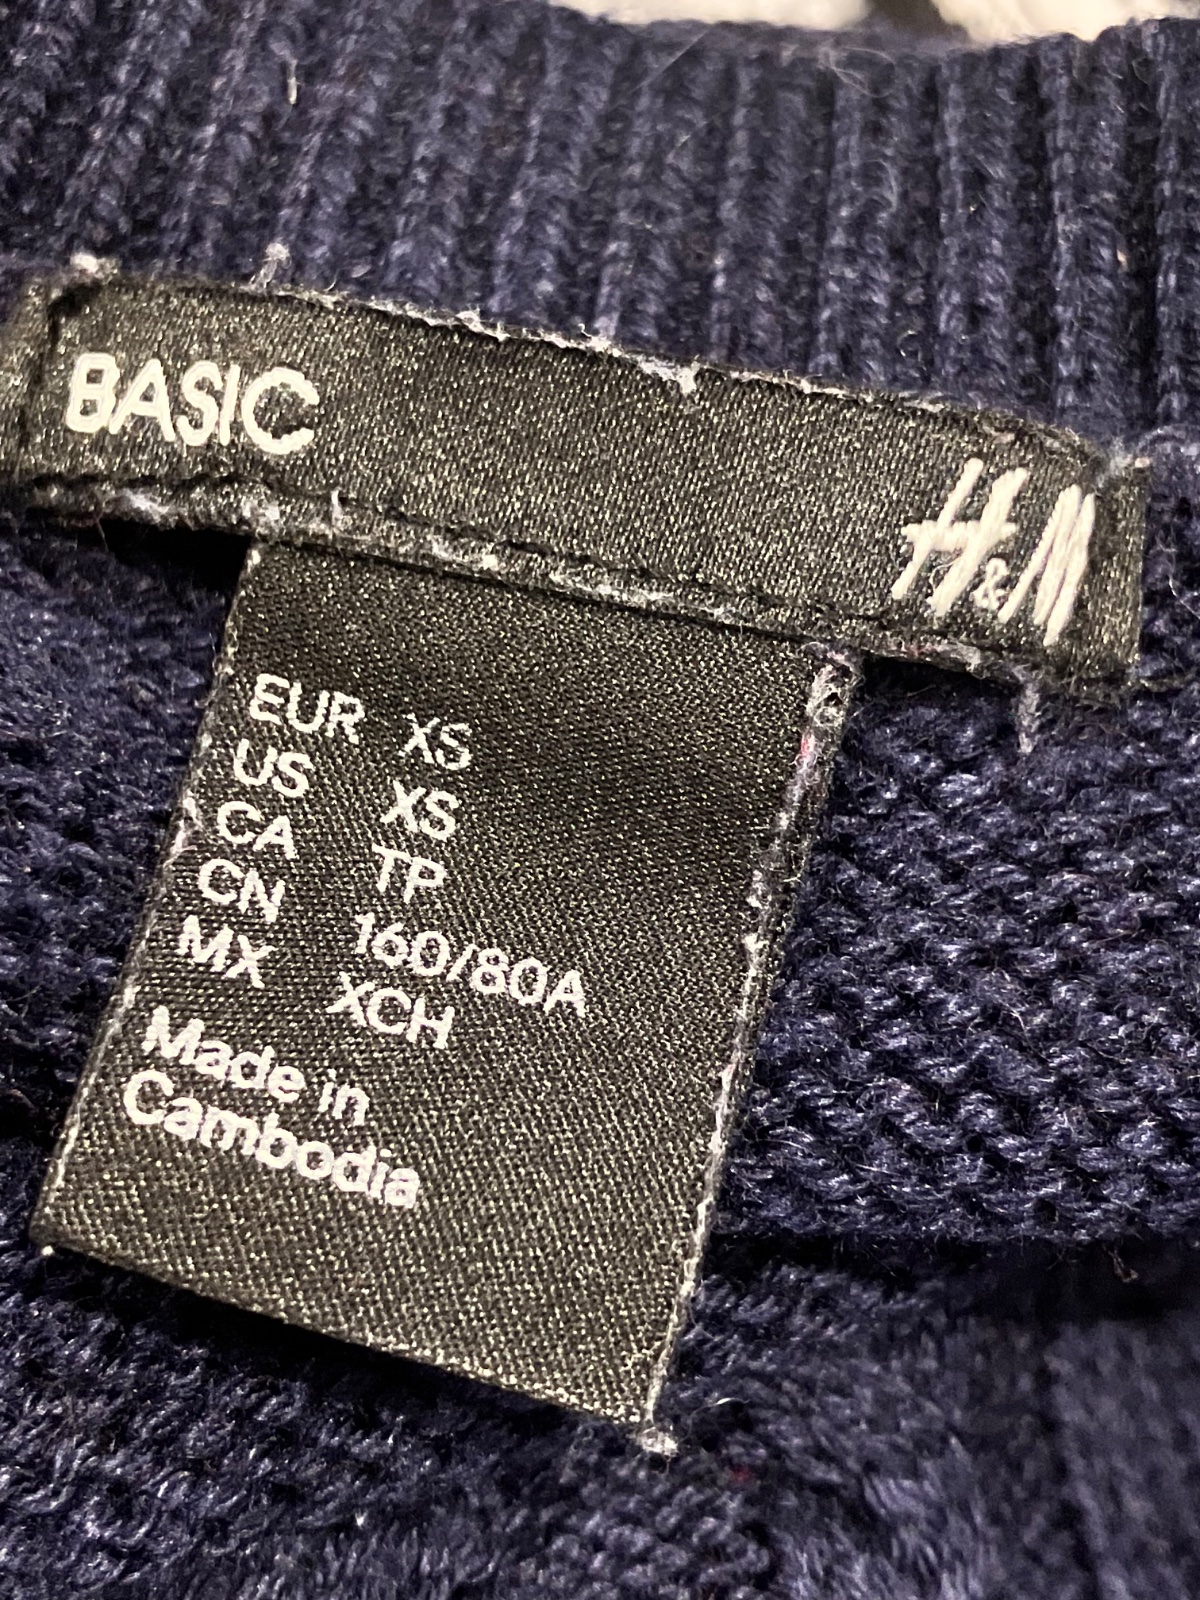 BASIC
H&M
EUR XS
US XS
CA TP
CN 160/80A
MX XCH
Made in
Cambodia